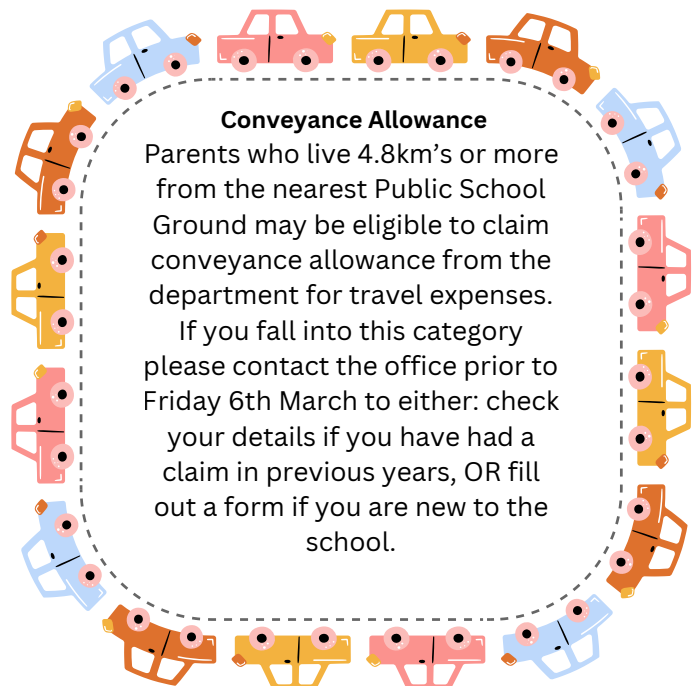 Conveyance Allowance
Parents who live 4.8km’s or more
from the nearest Public School
Ground may be eligible to claim
conveyance allowance from the
department for travel expenses.
If you fall into this category
please contact the office prior to
Friday 6th March to either: check
your details if you have had a
claim in previous years, OR fill
out a form if you are new to the
school.